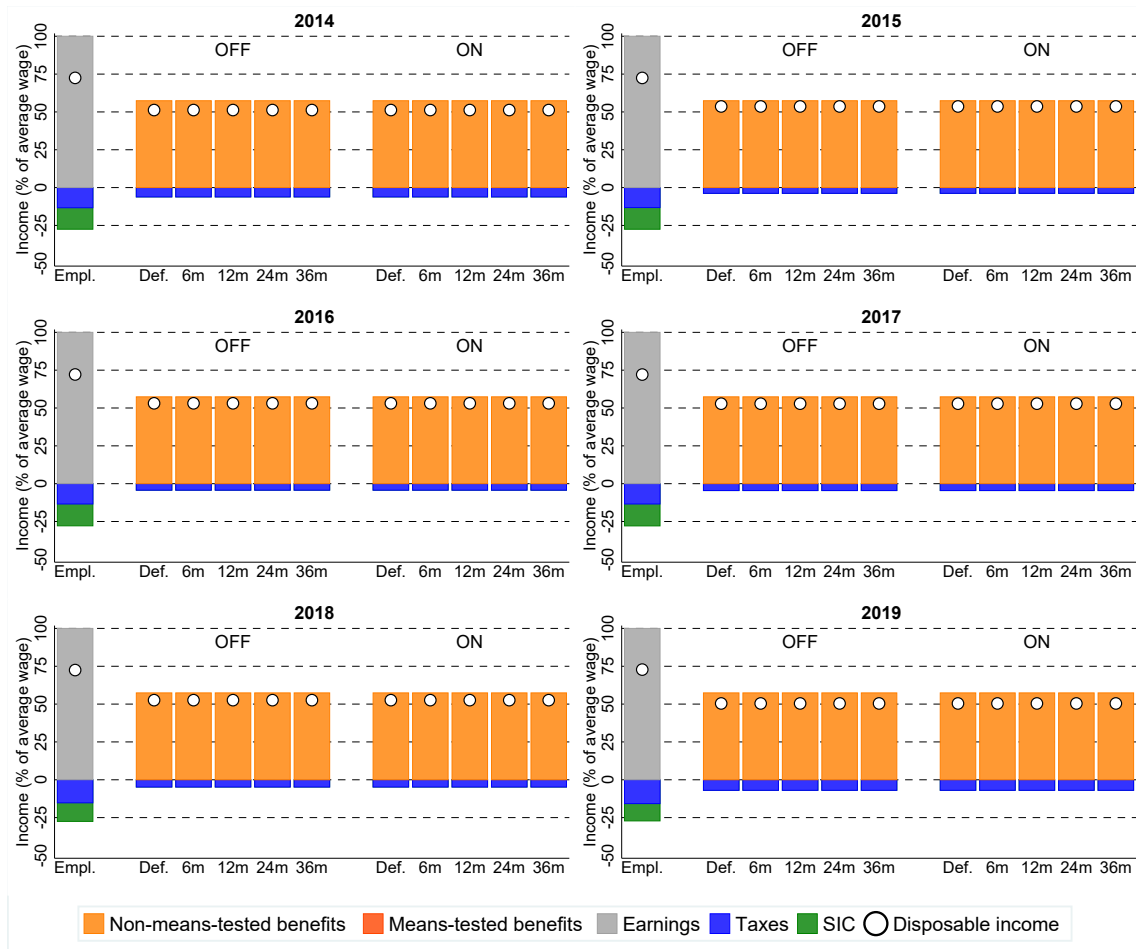 2014
Income (% of average wage)
100
75
50
25
0
-25
-50
OFF ON
Empl. Def. 6m 12m 24m 36m Def. 6m 12m 24m 36m
2015
Income (% of average wage)
100
75
50
25
0
-25
-50
OFF ON
Empl. Def. 6m 12m 24m 36m Def. 6m 12m 24m 36m
2016
Income (% of average wage)
100
75
50
25
0
-25
-50
OFF ON
Empl. Def. 6m 12m 24m 36m Def. 6m 12m 24m 36m
2017
Income (% of average wage)
100
75
50
25
0
-25
-50
OFF ON
Empl. Def. 6m 12m 24m 36m Def. 6m 12m 24m 36m
2018
Income (% of average wage)
100
75
50
25
0
-25
-50
OFF ON
Empl. Def. 6m 12m 24m 36m Def. 6m 12m 24m 36m
2019
Income (% of average wage)
100
75
50
25
0
-25
-50
OFF ON
Empl. Def. 6m 12m 24m 36m Def. 6m 12m 24m 36m
Non-means-tested benefits Means-tested benefits Earnings Taxes SIC Disposable income